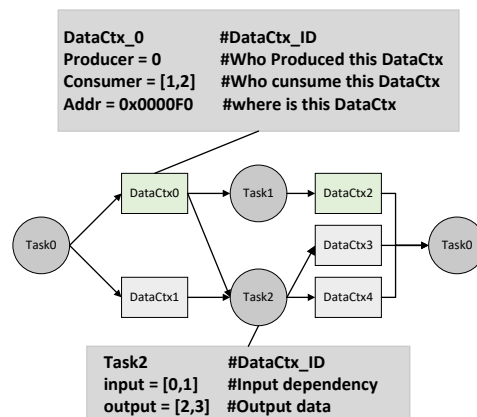 DataCtx_0 #DataCtx_ID
Producer = 0 #Who Produced this DataCtx
Consumer = [1,2] #Who cunsume this DataCtx
Addr = 0x0000F0 #where is this DataCtx
DataCtx0
Task1
DataCtx2
Task0
DataCtx3
Task0
DataCtx1
Task2
DataCtx4
Task2 #DataCtx_ID
input = [0,1] #Input dependency
output = [2,3] #Output data